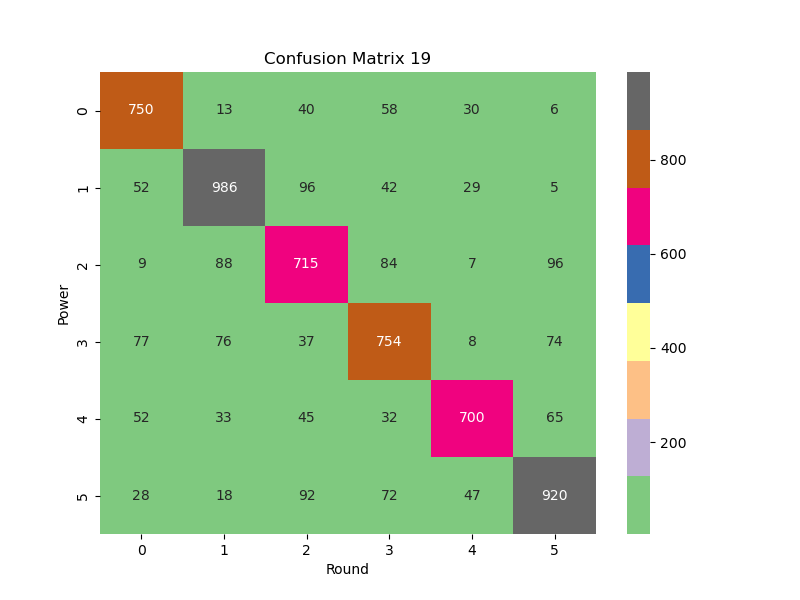 Confusion Matrix 19
0 750 13 40 58 30 6
1 52 986 96 42 29 5
2 9 88 715 84 7 96
3 77 76 37 754 8 74
4 52 33 45 32 700 65
5 28 18 92 72 47 920
0 1 2 3 4 5
Round
Power
800
600
400
200